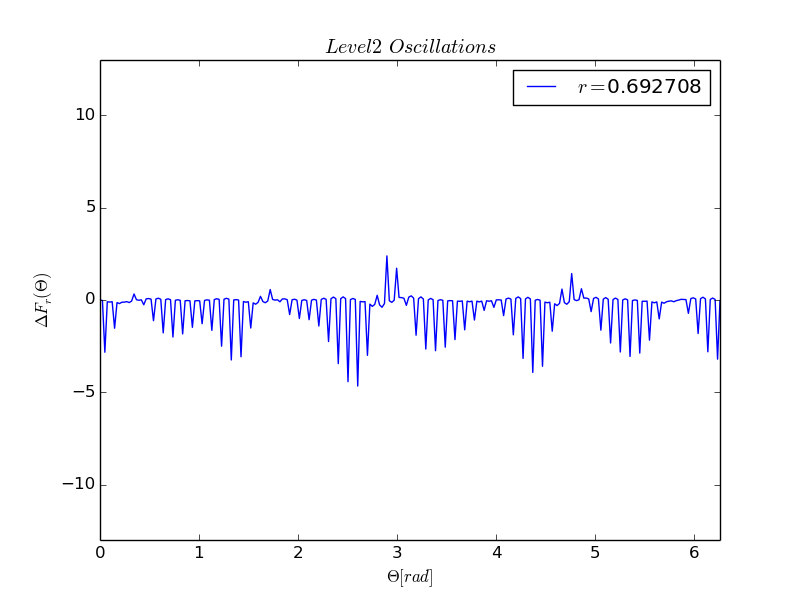 Level2 Oscillations
r=0.692708
10
5
0
−5
−10
ΔF_r(Θ)
0 1 2 3 4 5 6
Θ[rad]